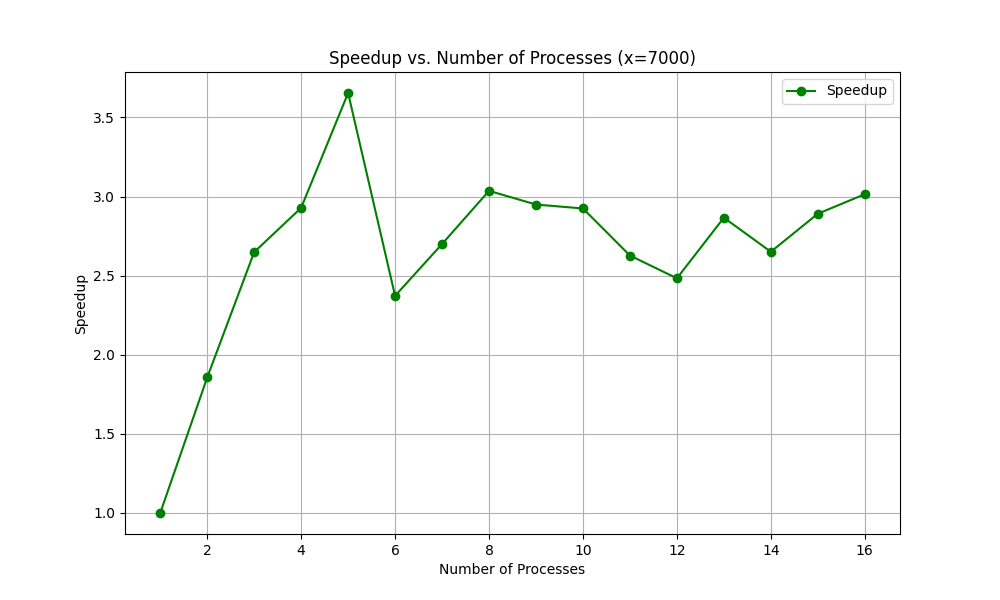 Speedup vs. Number of Processes (x=7000)
Speedup
3.5
3.0
2.5
2.0
1.5
1.0
Speedup
2 4 6 8 10 12 14 16
Number of Processes